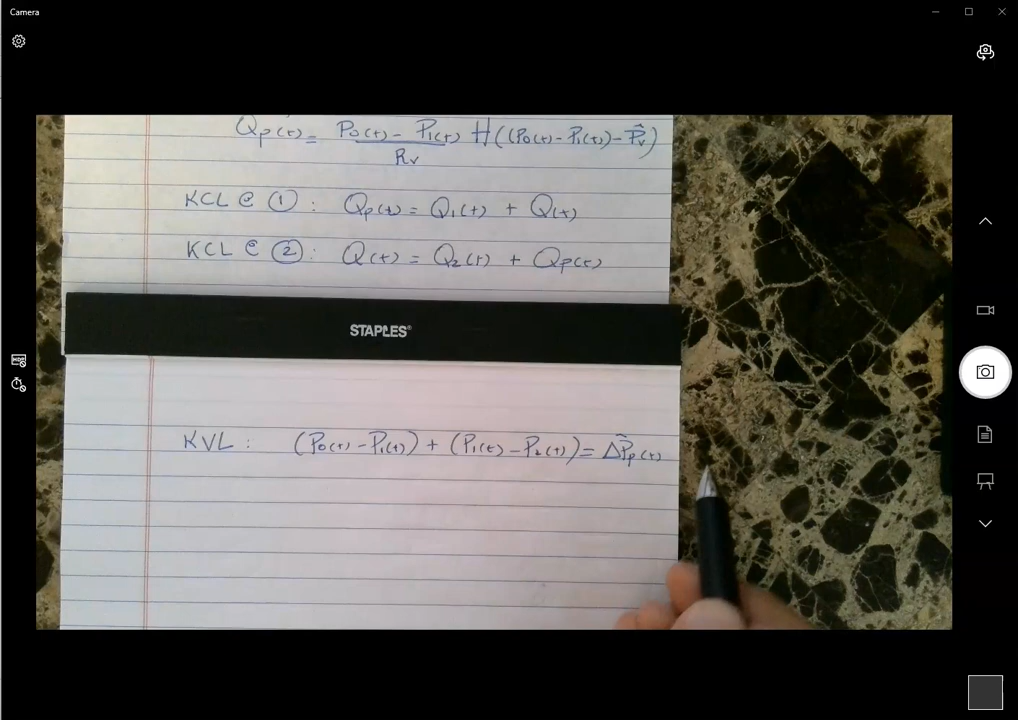 Camera
Qp(t) = P0(t) - P1(t) / Rv H((P0(t) - P1(t)) - P̂v)
KCL @ ① : Qp(t) = Q1(t) + Q(t)
KCL @ ② : Q(t) = Q2(t) + Qp(t)
STAPLES®
KVL : (P0(t) - P1(t)) + (P1(t) - P2(t)) = ΔP̂p(t)